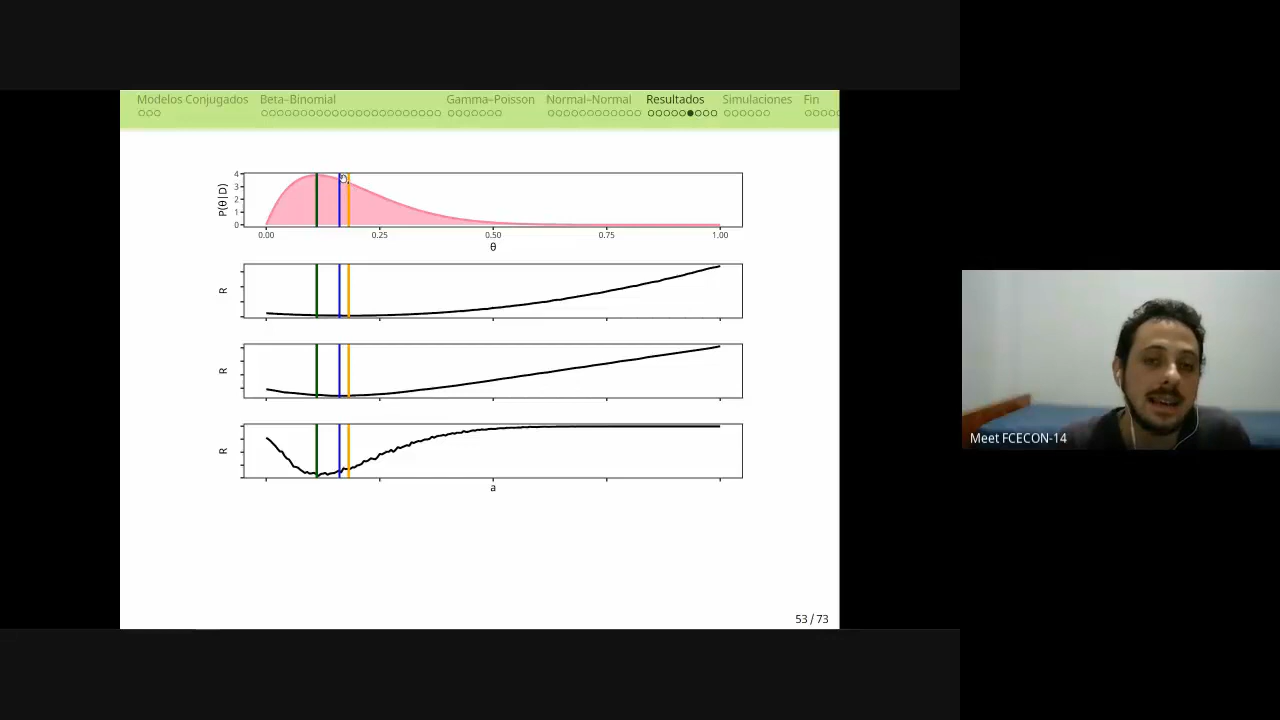 Modelos Conjugados Beta–Binomial Gamma–Poisson Normal–Normal Resultados Simulaciones Fin
P(θ|D)
4
3
2
1
0
0.00 0.25 0.50 0.75 1.00
θ
R
R
R
a
53 / 73
Meet FCECON-14